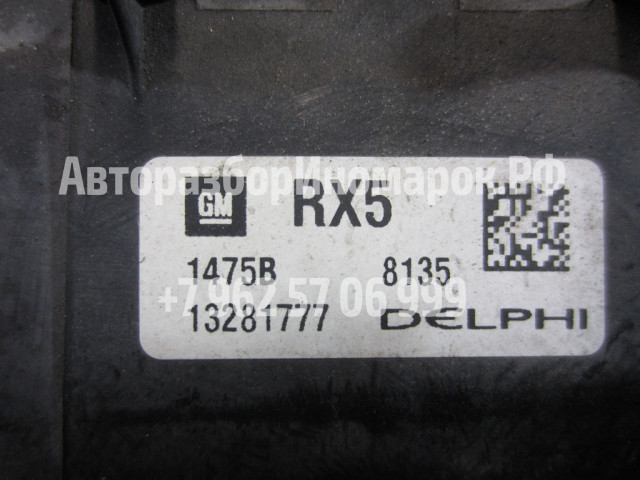 АвторазборИномарок.РФ
GM RX5
1475B 8135
+7 962 57 06 999
13281777 DELPHI